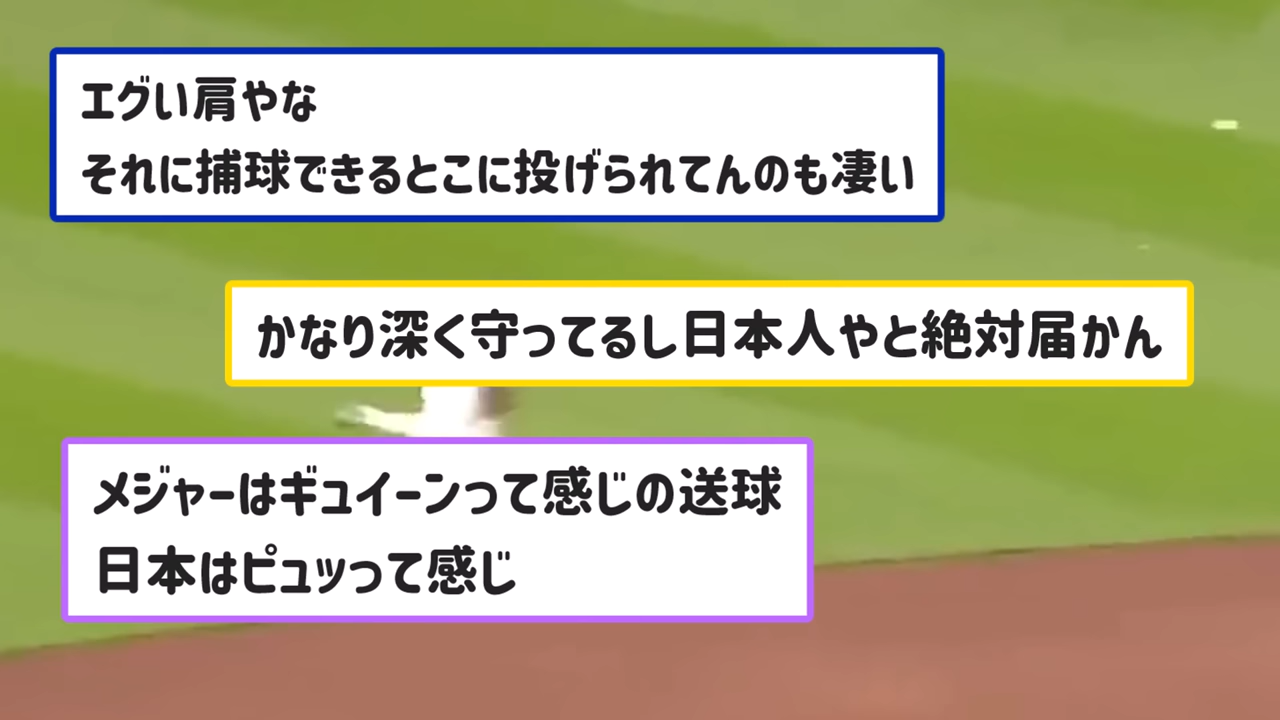 エグい肩やな
それに捕球できるとこに投げられてんのも凄い
かなり深く守ってるし日本人やと絶対届かん
メジャーはギュイーンって感じの送球
日本はピュッって感じ